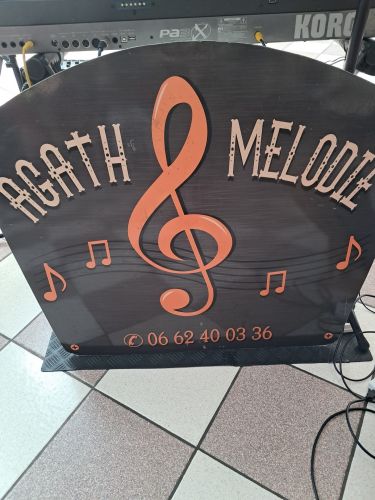 Pa3X
KORG
AGATH MELODIE
06 62 40 03 36